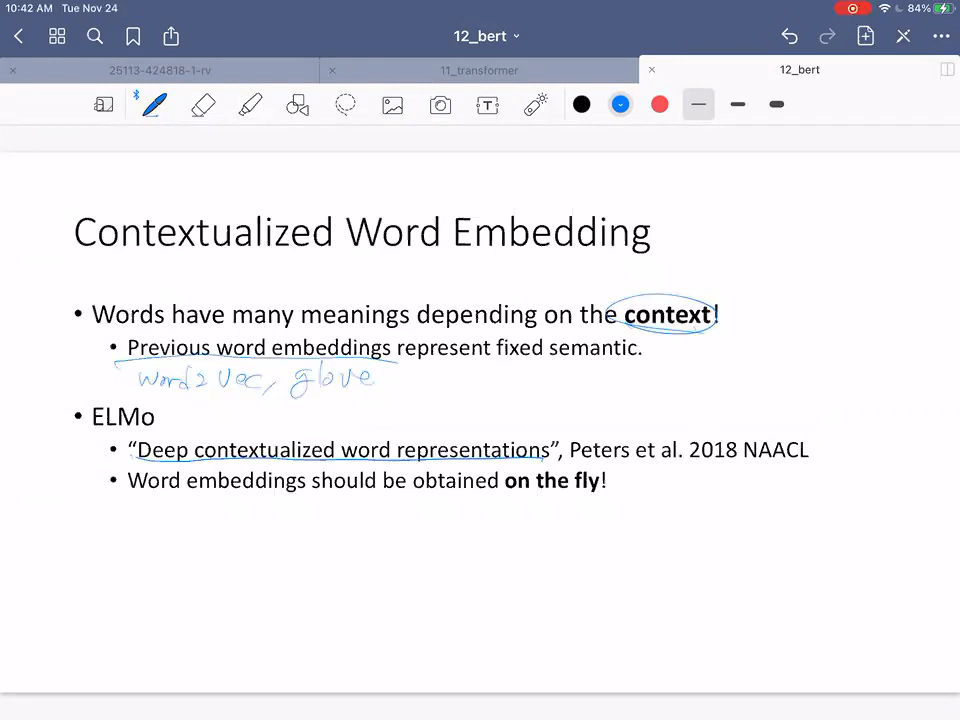 10:42 AM Tue Nov 24
84%
12_bert
25113-424818-1-rv
11_transformer
12_bert
Contextualized Word Embedding
• Words have many meanings depending on the context!
• Previous word embeddings represent fixed semantic.
word2vec, glove
• ELMo
• “Deep contextualized word representations”, Peters et al. 2018 NAACL
• Word embeddings should be obtained on the fly!